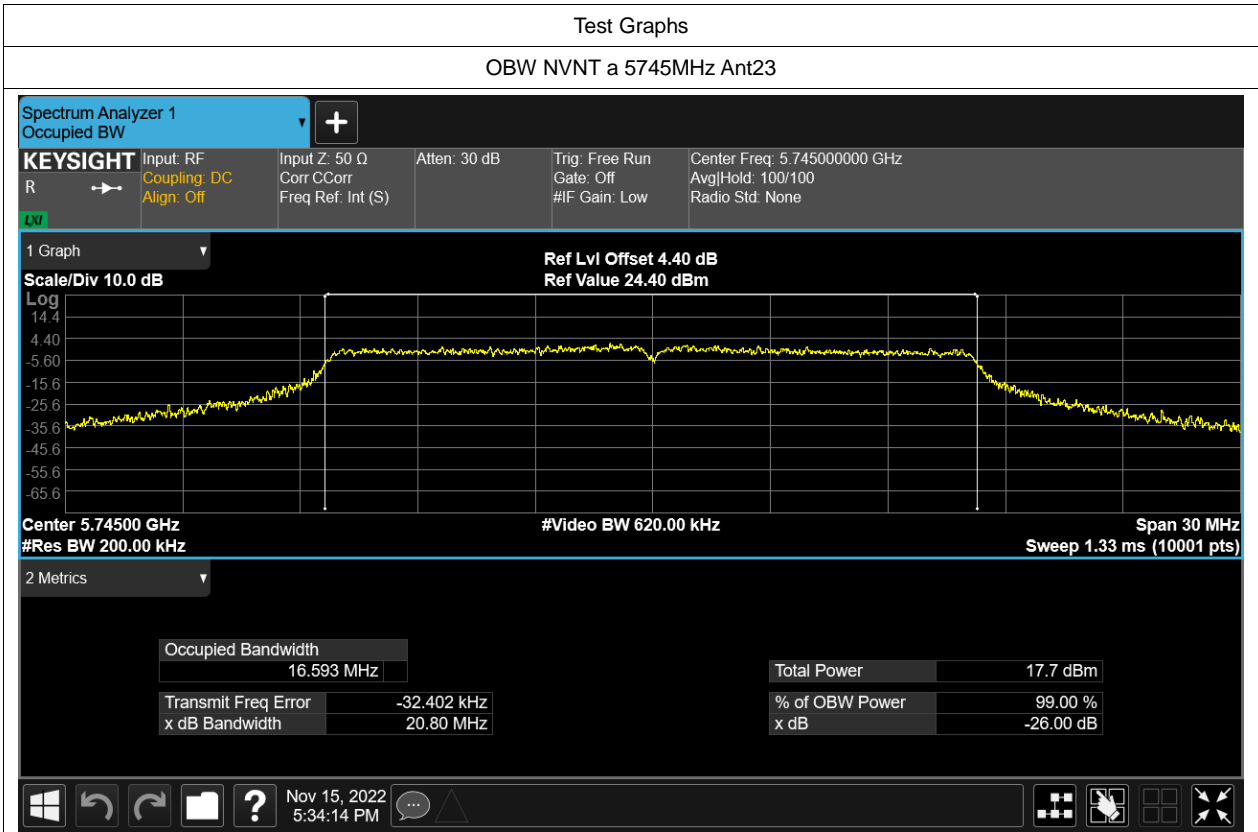 Test Graphs
OBW NVNT a 5745MHz Ant23
Spectrum Analyzer 1
Occupied BW
KEYSIGHT
R
LXI
Input: RF
Coupling: DC
Align: Off
Input Z: 50 Ω
Corr CCorr
Freq Ref: Int (S)
Atten: 30 dB
Trig: Free Run
Gate: Off
#IF Gain: Low
Center Freq: 5.745000000 GHz
Avg|Hold: 100/100
Radio Std: None
1 Graph
Scale/Div 10.0 dB
Ref Lvl Offset 4.40 dB
Ref Value 24.40 dBm
Log
14.4
4.40
-5.60
-15.6
-25.6
-35.6
-45.6
-55.6
-65.6
Center 5.74500 GHz
#Res BW 200.00 kHz
#Video BW 620.00 kHz
Span 30 MHz
Sweep 1.33 ms (10001 pts)
2 Metrics
Occupied Bandwidth
16.593 MHz
Transmit Freq Error -32.402 kHz
x dB Bandwidth 20.80 MHz
Total Power 17.7 dBm
% of OBW Power 99.00 %
x dB -26.00 dB
?
Nov 15, 2022
5:34:14 PM